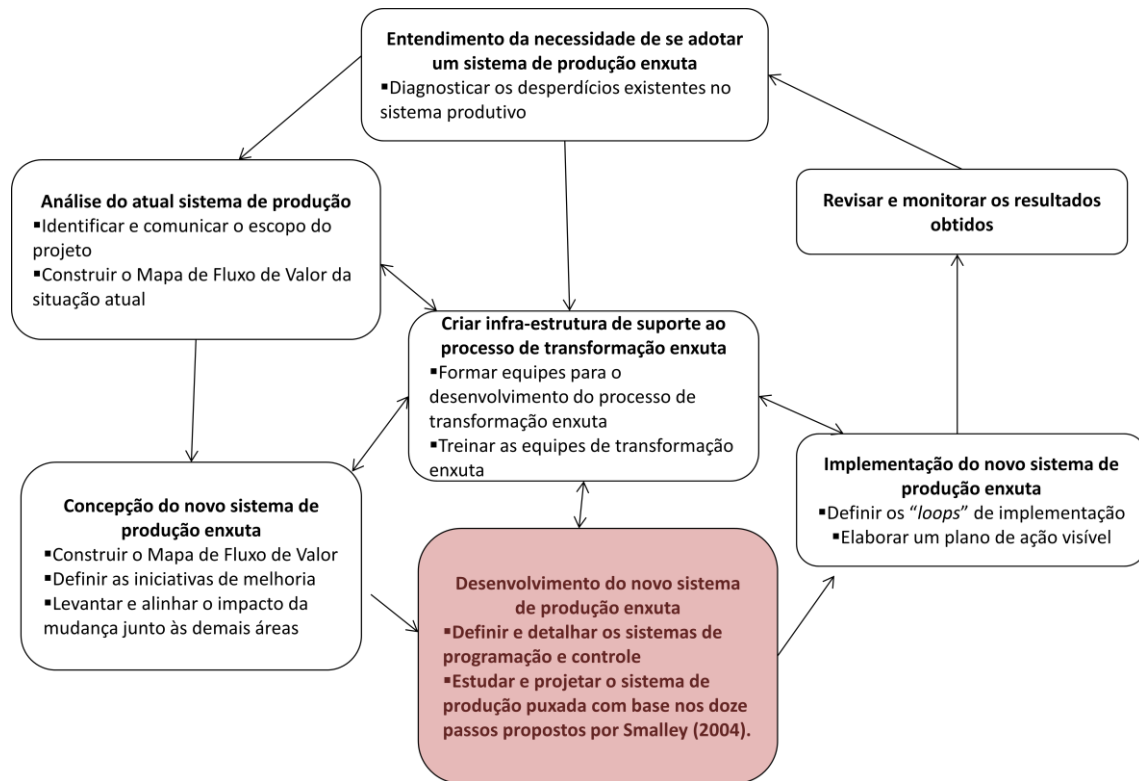 Entendimento da necessidade de se adotar
um sistema de produção enxuta
▪Diagnosticar os desperdícios existentes no
sistema produtivo
Análise do atual sistema de produção
▪Identificar e comunicar o escopo do
projeto
▪Construir o Mapa de Fluxo de Valor da
situação atual
Revisar e monitorar os resultados
obtidos
Criar infra-estrutura de suporte ao
processo de transformação enxuta
▪Formar equipes para o
desenvolvimento do processo de
transformação enxuta
▪Treinar as equipes de transformação
enxuta
Concepção do novo sistema de
produção enxuta
▪Construir o Mapa de Fluxo de Valor
▪Definir as iniciativas de melhoria
▪Levantar e alinhar o impacto da
mudança junto às demais áreas
Desenvolvimento do novo sistema
de produção enxuta
▪Definir e detalhar os sistemas de
programação e controle
▪Estudar e projetar o sistema de
produção puxada com base nos doze
passos propostos por Smalley (2004).
Implementação do novo sistema de
produção enxuta
▪Definir os “loops” de implementação
▪Elaborar um plano de ação visível